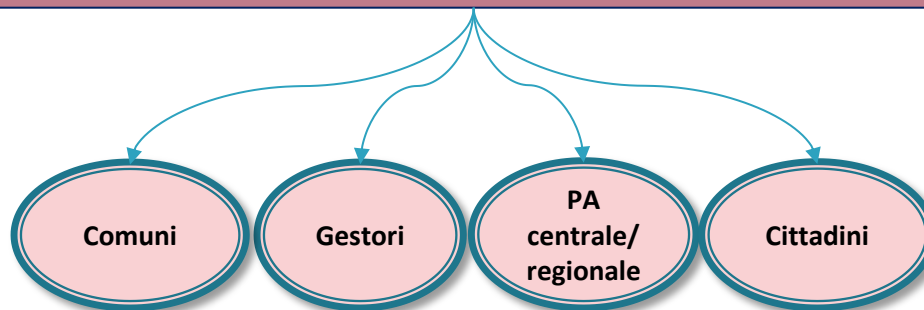 Comuni
Gestori
PA
centrale/
regionale
Cittadini